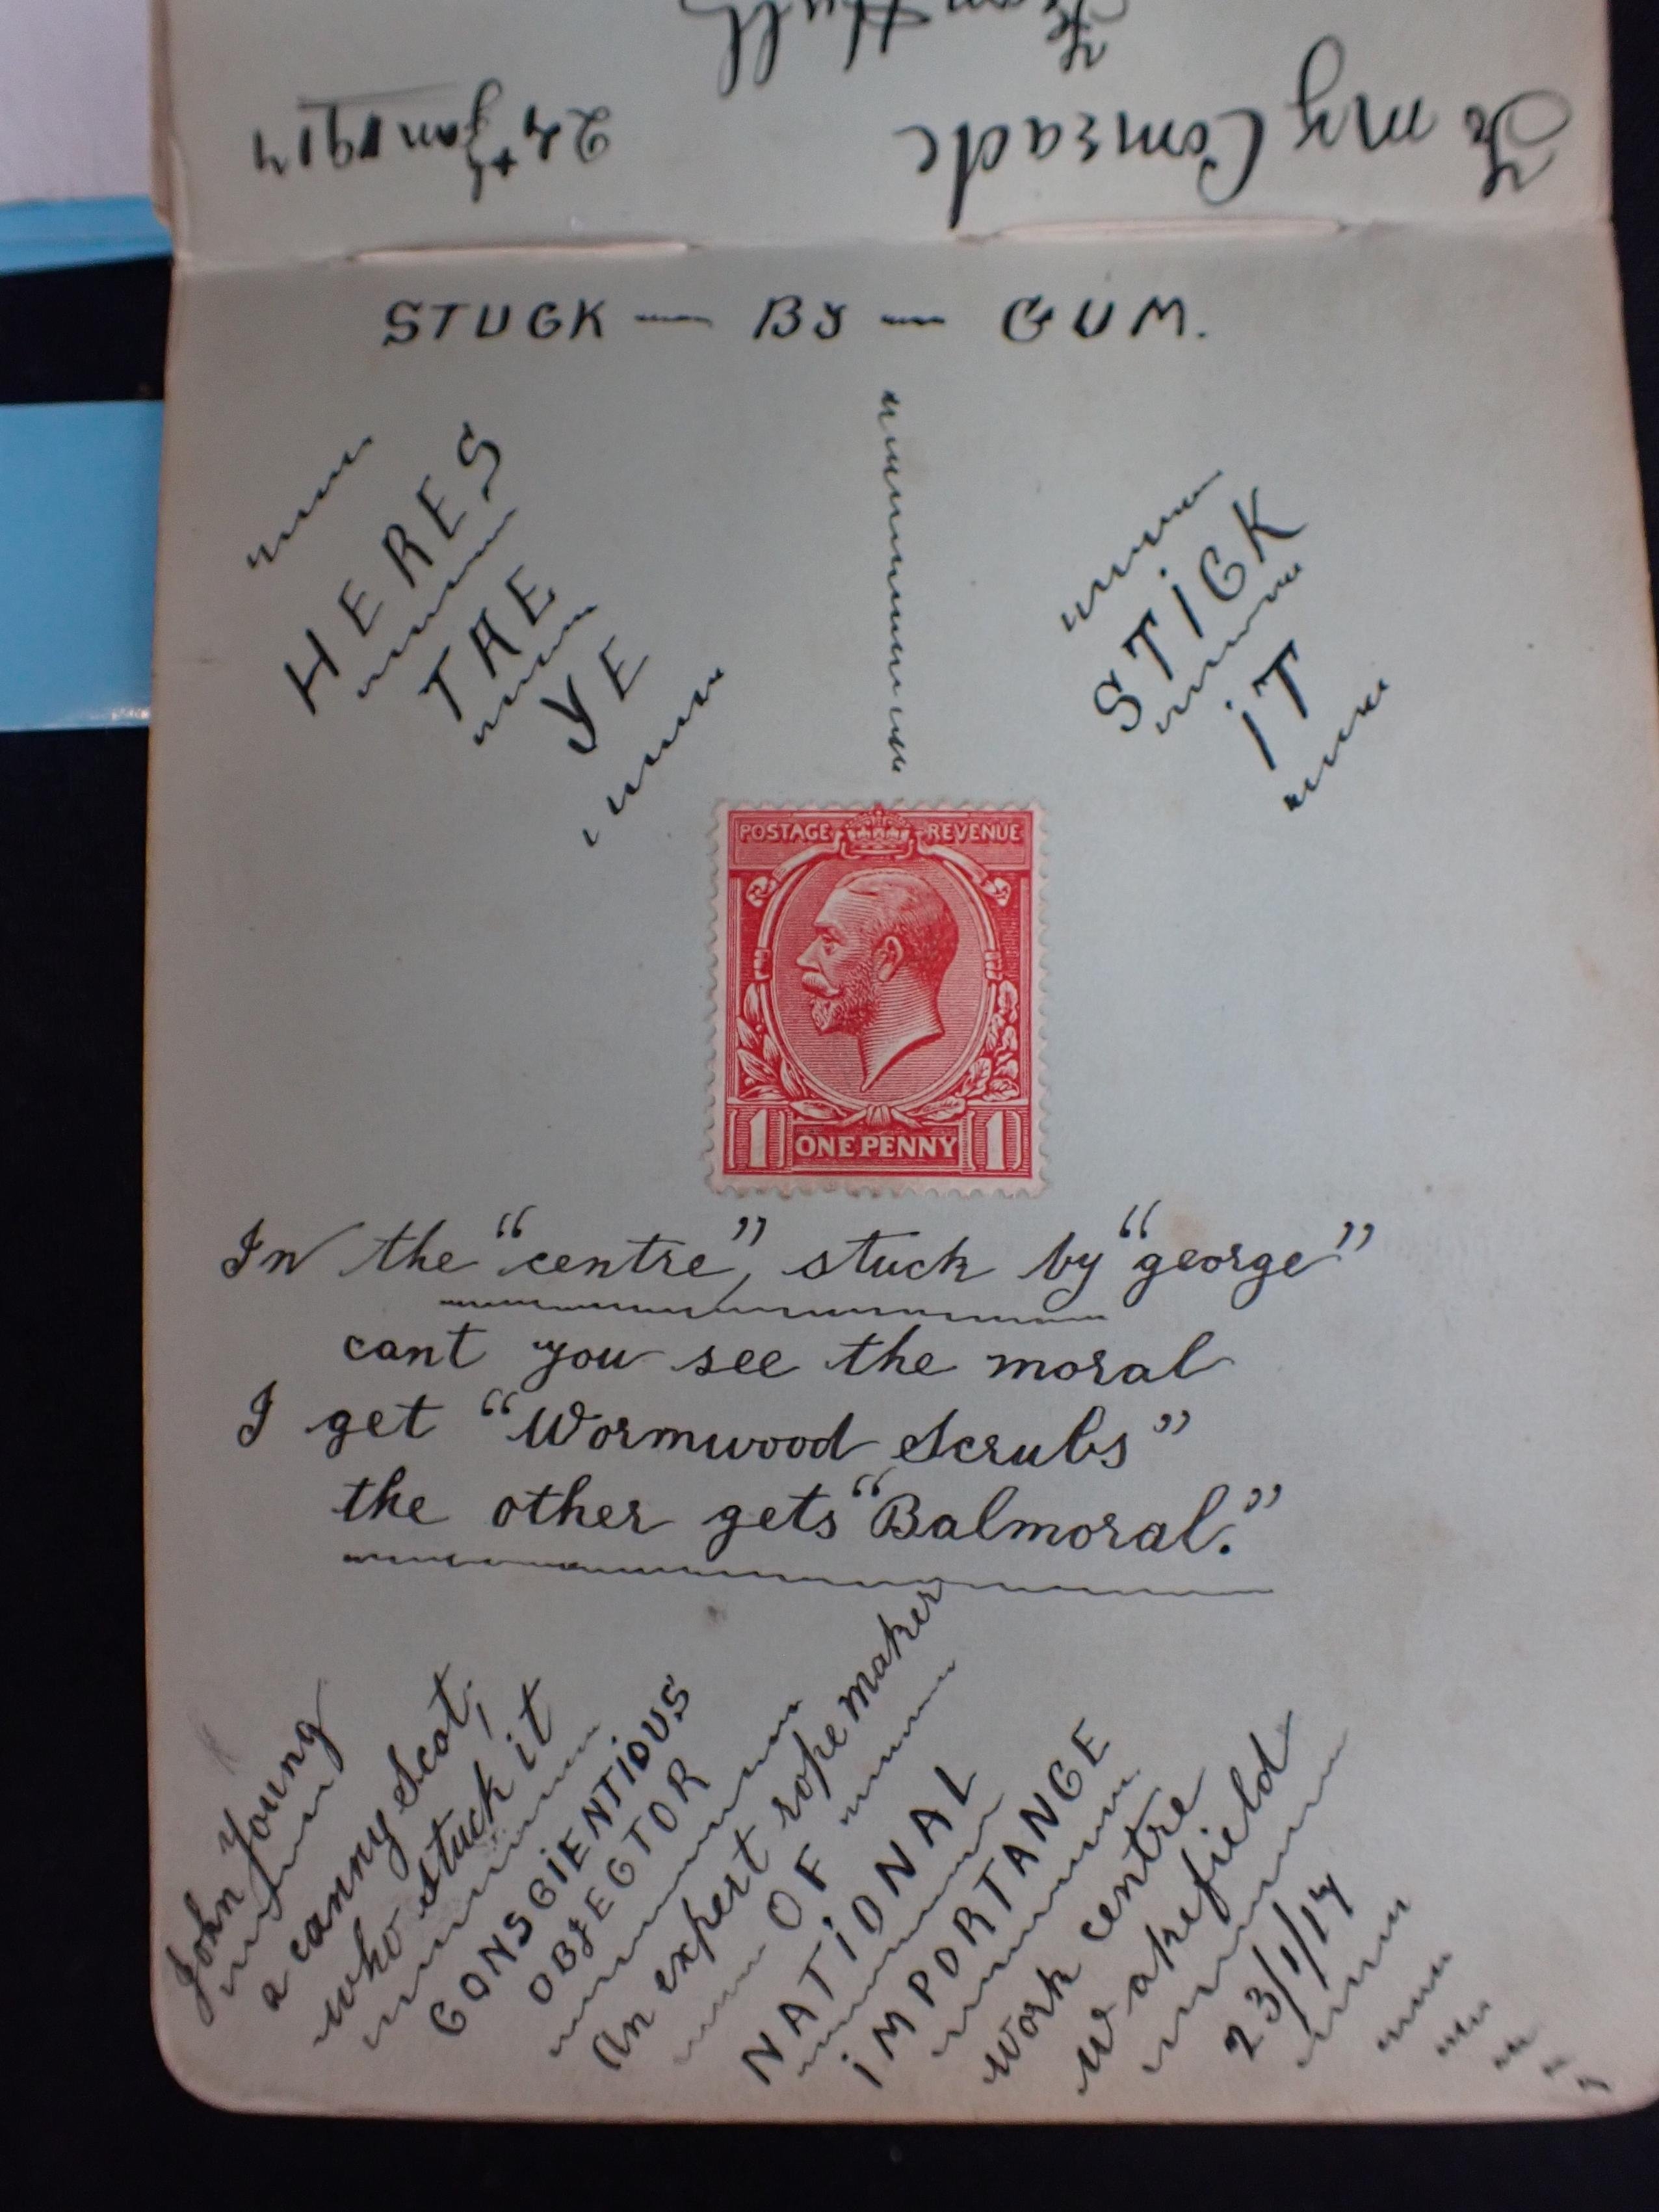 To my Comrade
24th Jan 1917
STUCK — BY — GUM.
HERES
TAE
YE
STICK
IT
POSTAGE REVENUE
1 ONE PENNY 1
In the "centre", stuck by "george"
cant you see the moral
I get "Wormwood Scrubs"
the other gets "Balmoral."
John Young
a canny Scot,
who stuck it
CONSCIENTIOUS
OBJECTOR
An expert rope maker
OF
NATIONAL
IMPORTANCE
Work centre
Wakefield
23/1/17